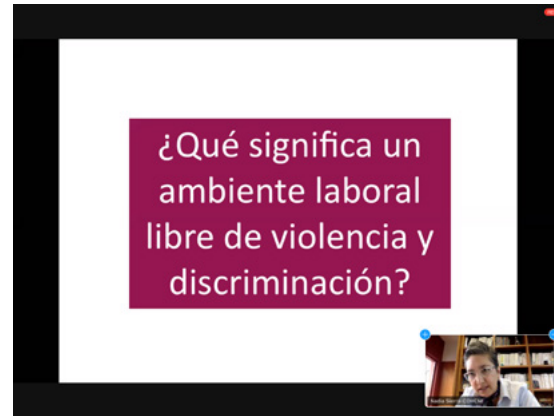 ¿Qué significa un
ambiente laboral
libre de violencia y
discriminación?